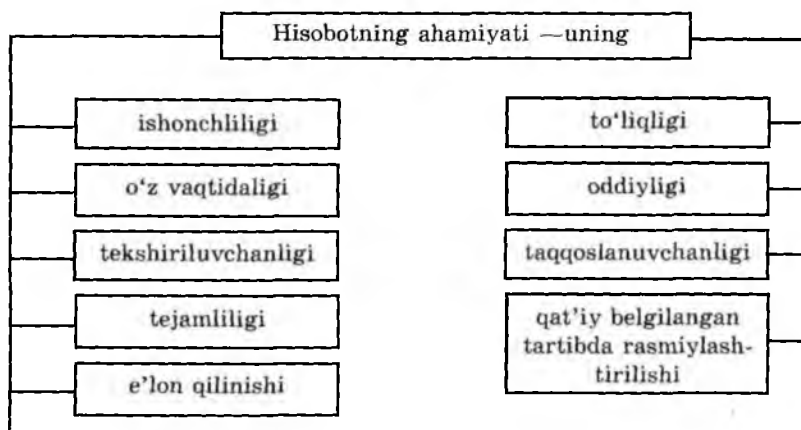 Hisobotning ahamiyati —uning
ishonchliligi
o‘z vaqtidaligi
tekshiriluvchanligi
tejamliligi
e’lon qilinishi
to‘liqligi
oddiyligi
taqqoslanuvchanligi
qat’iy belgilangan
tartibda rasmiylash-
tirilishi